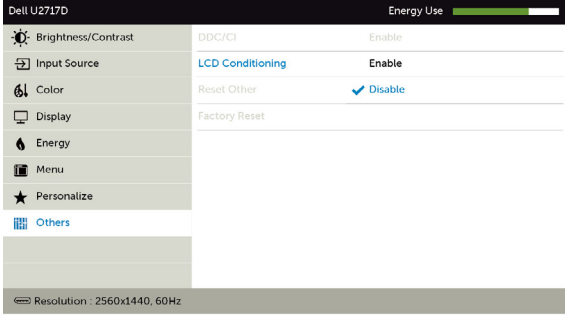 Dell U2717D Energy Use
Brightness/Contrast DDC/CI Enable
Input Source LCD Conditioning Enable
Color Reset Other Disable
Display Factory Reset
Energy
Menu
Personalize
Others
Resolution : 2560x1440, 60Hz